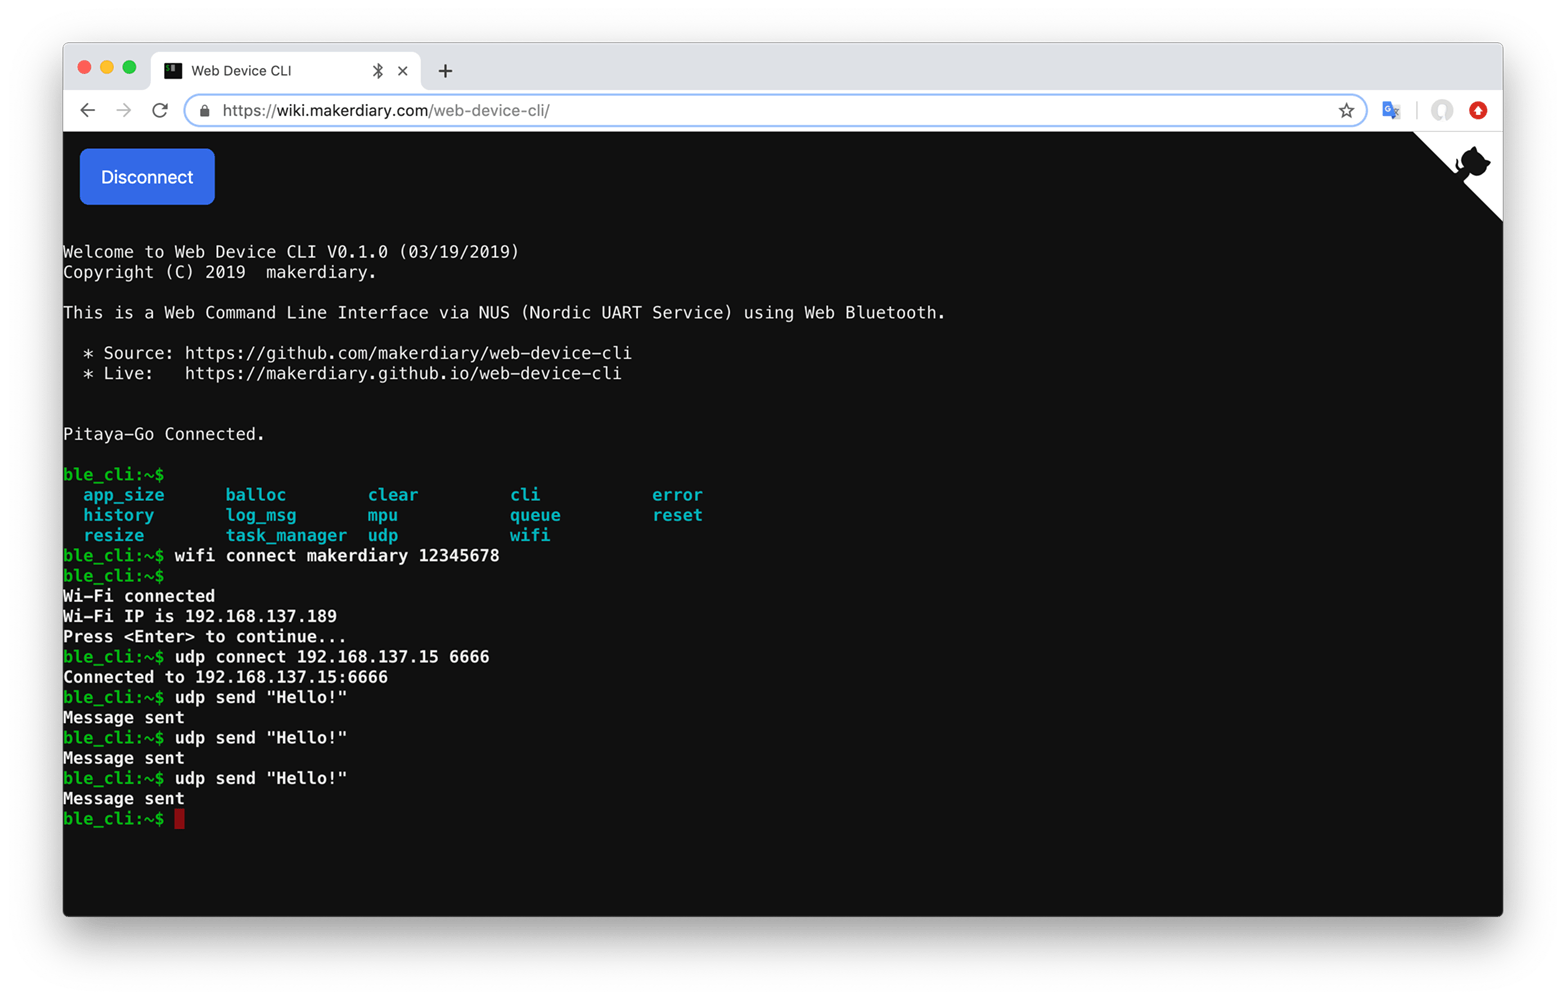 Web Device CLI
https://wiki.makerdiary.com/web-device-cli/
Disconnect
Welcome to Web Device CLI V0.1.0 (03/19/2019)
Copyright (C) 2019  makerdiary.
This is a Web Command Line Interface via NUS (Nordic UART Service) using Web Bluetooth.
* Source: https://github.com/makerdiary/web-device-cli
* Live:   https://makerdiary.github.io/web-device-cli
Pitaya-Go Connected.
ble_cli:~$
app_size      balloc        clear         cli           error
history       log_msg       mpu           queue         reset
resize        task_manager  udp           wifi
ble_cli:~$ wifi connect makerdiary 12345678
ble_cli:~$
Wi-Fi connected
Wi-Fi IP is 192.168.137.189
Press <Enter> to continue...
ble_cli:~$ udp connect 192.168.137.15 6666
Connected to 192.168.137.15:6666
ble_cli:~$ udp send "Hello!"
Message sent
ble_cli:~$ udp send "Hello!"
Message sent
ble_cli:~$ udp send "Hello!"
Message sent
ble_cli:~$